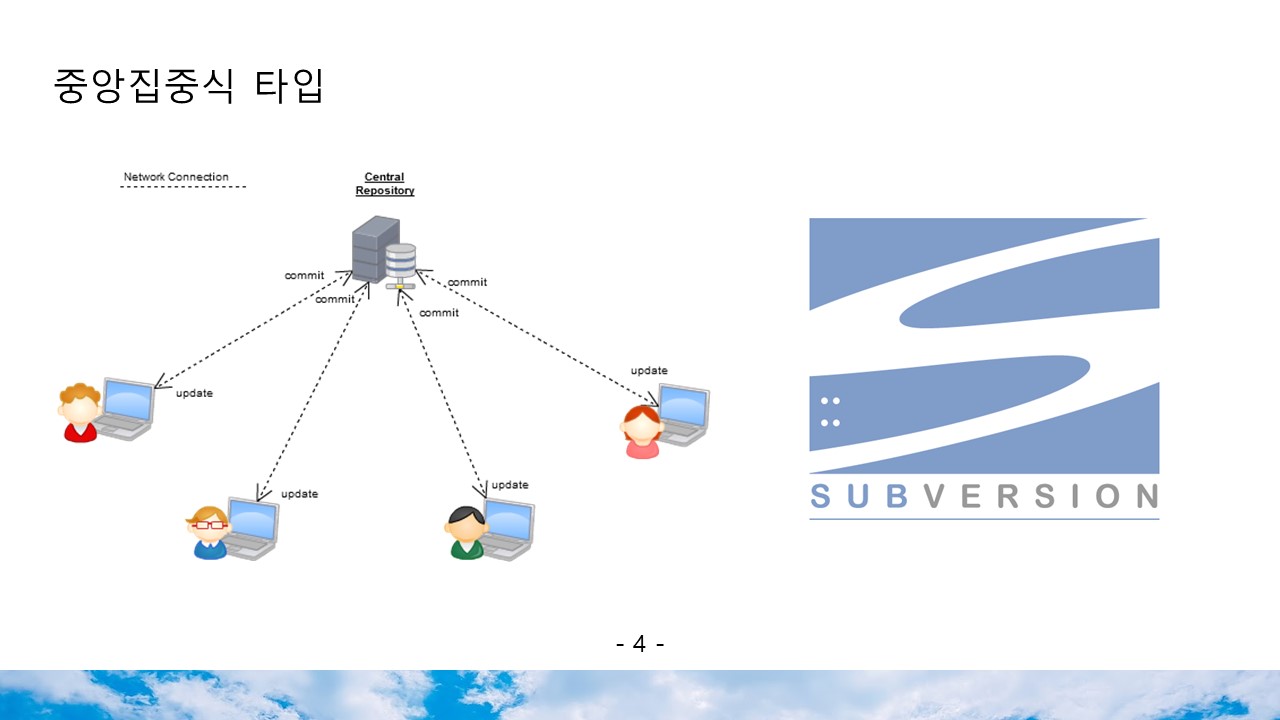 중앙집중식 타입
Network Connection
Central
Repository
commit
commit
commit
commit
update
update
update
update
SUBVERSION
- 4 -